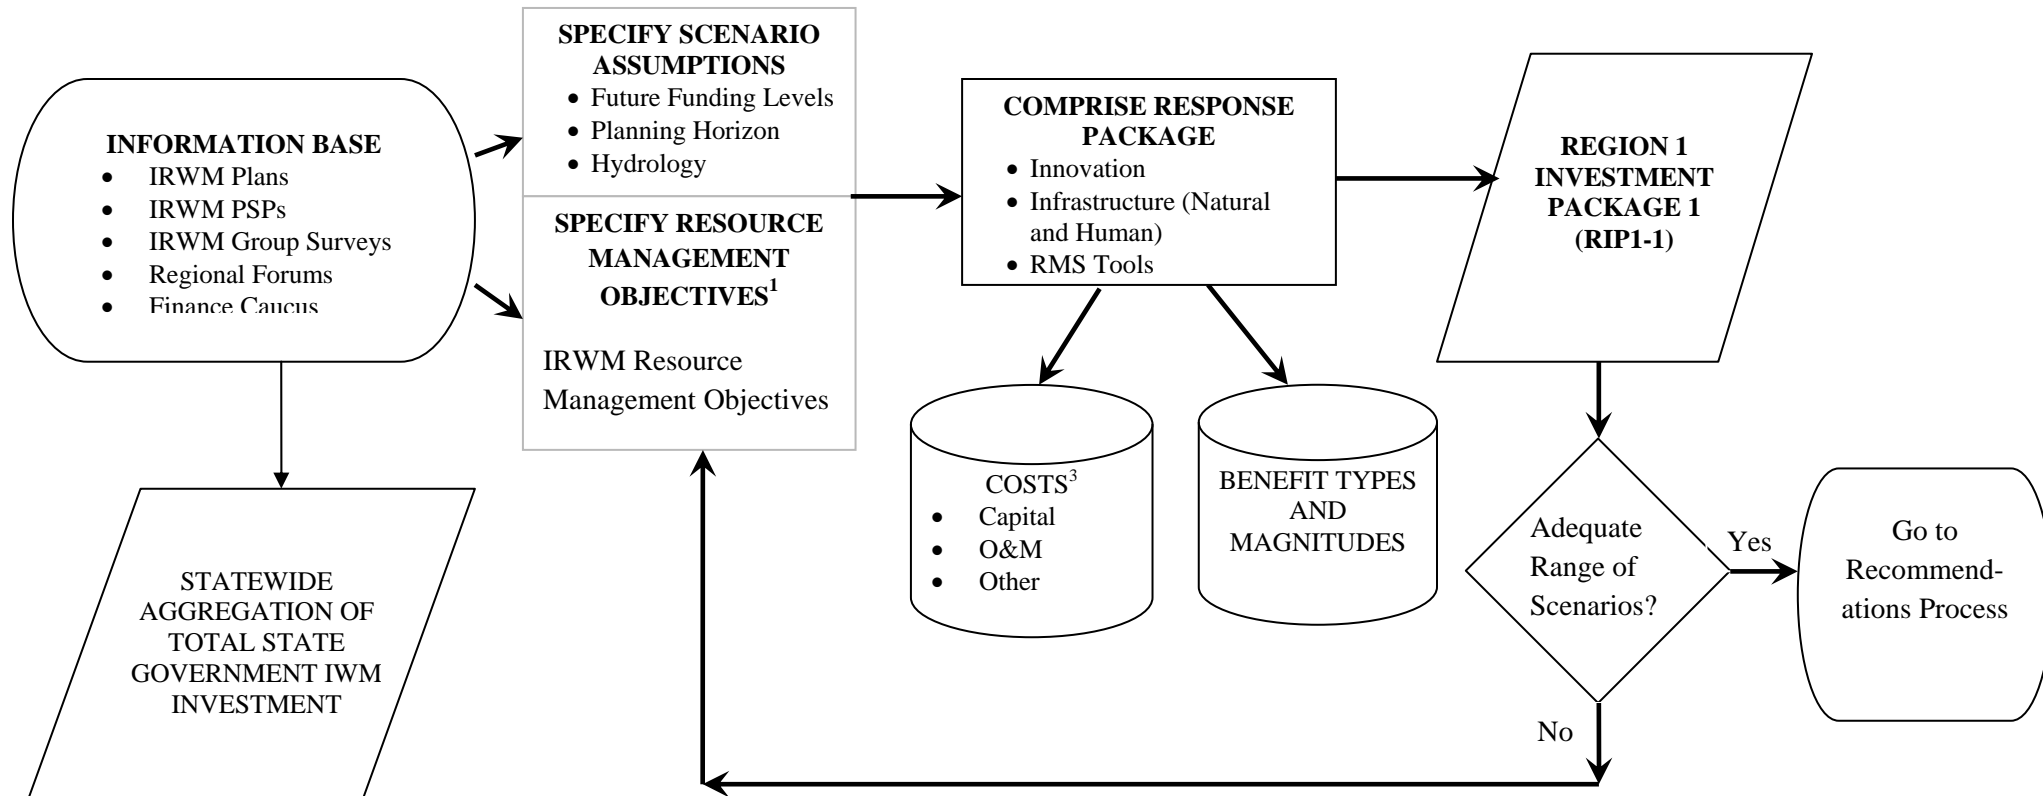 INFORMATION BASE
• IRWM Plans
• IRWM PSPs
• IRWM Group Surveys
• Regional Forums
• Finance Caucus
STATEWIDE
AGGREGATION OF
TOTAL STATE
GOVERNMENT IWM
INVESTMENT
SPECIFY SCENARIO
ASSUMPTIONS
• Future Funding Levels
• Planning Horizon
• Hydrology
SPECIFY RESOURCE
MANAGEMENT
OBJECTIVES¹
IRWM Resource
Management Objectives
COMPRISE RESPONSE
PACKAGE
• Innovation
• Infrastructure (Natural
and Human)
• RMS Tools
COSTS³
• Capital
• O&M
• Other
BENEFIT TYPES
AND
MAGNITUDES
REGION 1
INVESTMENT
PACKAGE 1
(RIP1-1)
Adequate
Range of
Scenarios?
Yes
No
Go to
Recommend-
ations Process